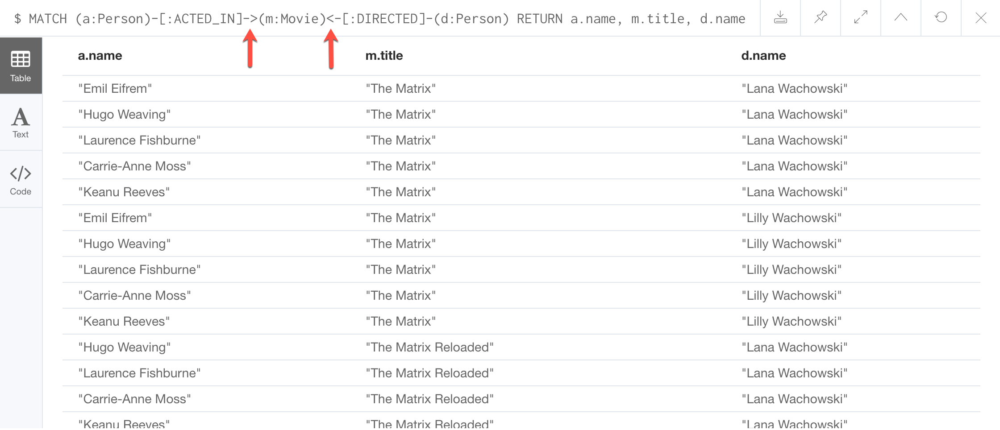 $ MATCH (a:Person)-[:ACTED_IN]->(m:Movie)<-[:DIRECTED]-(d:Person) RETURN a.name, m.title, d.name
Table
Text
Code
a.name m.title d.name
"Emil Eifrem" "The Matrix" "Lana Wachowski"
"Hugo Weaving" "The Matrix" "Lana Wachowski"
"Laurence Fishburne" "The Matrix" "Lana Wachowski"
"Carrie-Anne Moss" "The Matrix" "Lana Wachowski"
"Keanu Reeves" "The Matrix" "Lana Wachowski"
"Emil Eifrem" "The Matrix" "Lilly Wachowski"
"Hugo Weaving" "The Matrix" "Lilly Wachowski"
"Laurence Fishburne" "The Matrix" "Lilly Wachowski"
"Carrie-Anne Moss" "The Matrix" "Lilly Wachowski"
"Keanu Reeves" "The Matrix" "Lilly Wachowski"
"Hugo Weaving" "The Matrix Reloaded" "Lana Wachowski"
"Laurence Fishburne" "The Matrix Reloaded" "Lana Wachowski"
"Carrie-Anne Moss" "The Matrix Reloaded" "Lana Wachowski"
"Keanu Reeves" "The Matrix Reloaded" "Lana Wachowski"